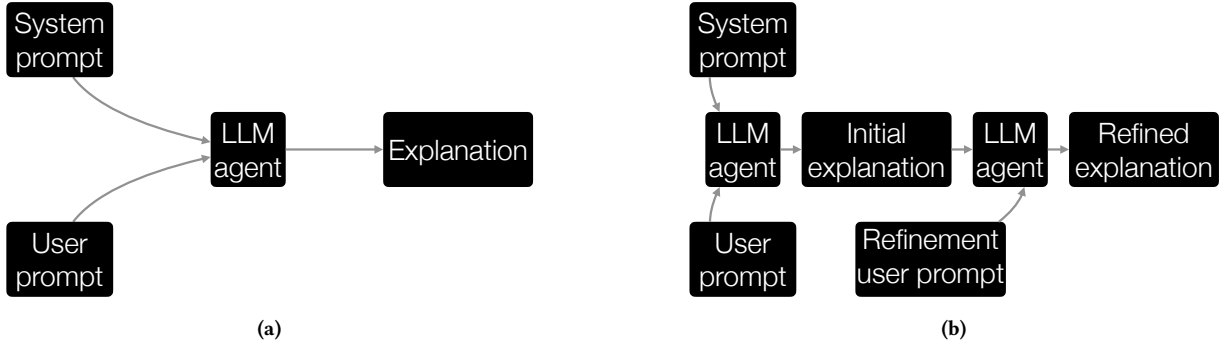 System
prompt
LLM
agent
Explanation
User
prompt
(a)
System
prompt
LLM
agent
Initial
explanation
LLM
agent
Refined
explanation
User
prompt
Refinement
user prompt
(b)